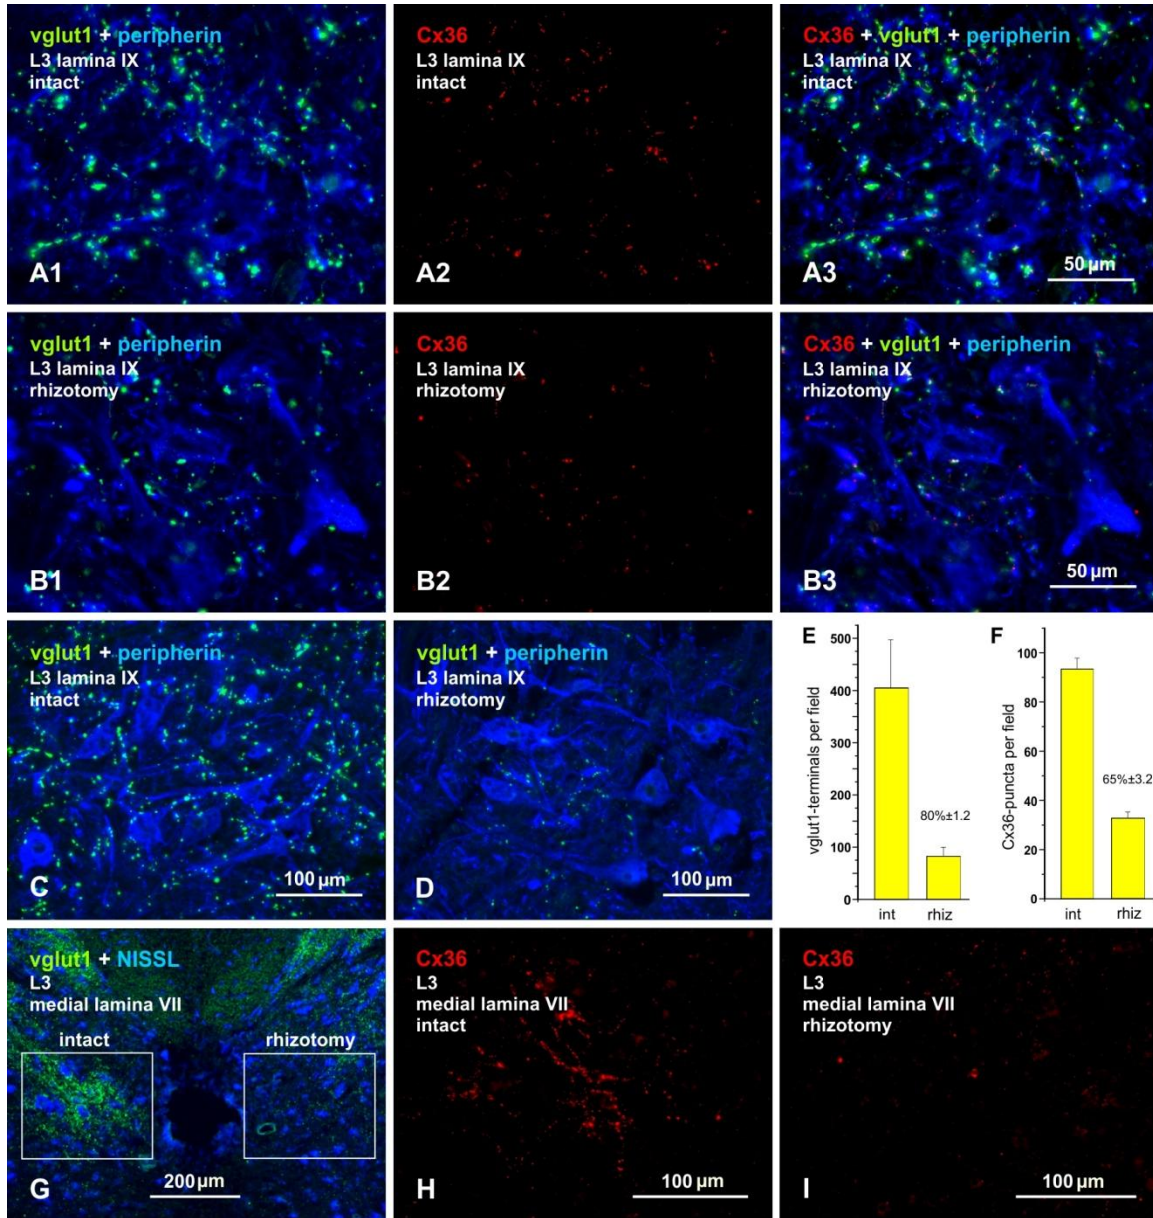 vglut1 + peripherin
L3 lamina IX
intact
A1
Cx36
L3 lamina IX
intact
A2
Cx36 + vglut1 + peripherin
L3 lamina IX
intact
50 µm
A3
vglut1 + peripherin
L3 lamina IX
rhizotomy
B1
Cx36
L3 lamina IX
rhizotomy
B2
Cx36 + vglut1 + peripherin
L3 lamina IX
rhizotomy
50 µm
B3
vglut1 + peripherin
L3 lamina IX
intact
100 µm
C
vglut1 + peripherin
L3 lamina IX
rhizotomy
100 µm
D
E
vglut1-terminals per field
500
400
300
200
100
0
80%±1.2
int rhiz
F
Cx36-puncta per field
100
80
60
40
20
0
65%±3.2
int rhiz
vglut1 + NISSL
L3
medial lamina VII
intact rhizotomy
200 µm
G
Cx36
L3
medial lamina VII
intact
100 µm
H
Cx36
L3
medial lamina VII
rhizotomy
100 µm
I